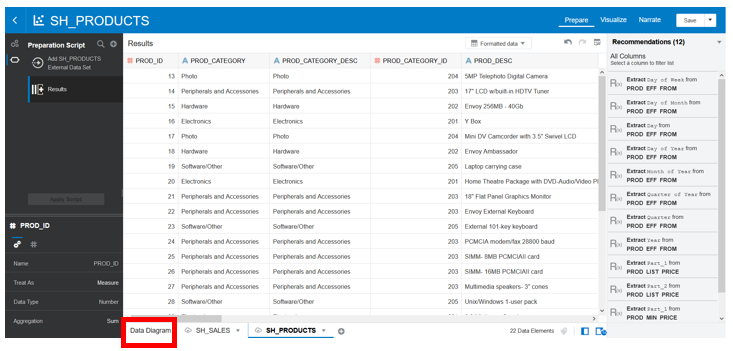 SH_PRODUCTS
Prepare Visualize Narrate Save
Preparation Script
Add SH_PRODUCTS
External Data Set
Results
Apply Script
PROD_ID
Name PROD_ID
Treat As Measure
Data Type Number
Aggregation Sum
Results Formatted data
# PROD_ID A PROD_CATEGORY A PROD_CATEGORY_DESC # PROD_CATEGORY_ID A PROD_DESC
13 Photo Photo 204 5MP Telephoto Digital Camera
14 Peripherals and Accessories Peripherals and Accessories 203 17" LCD w/built-in HDTV Tuner
15 Hardware Hardware 202 Envoy 256MB - 40Gb
16 Electronics Electronics 201 Y Box
17 Photo Photo 204 Mini DV Camcorder with 3.5" Swivel LCD
18 Hardware Hardware 202 Envoy Ambassador
19 Software/Other Software/Other 205 Laptop carrying case
20 Electronics Electronics 201 Home Theatre Package with DVD-Audio/Video Pl
21 Peripherals and Accessories Peripherals and Accessories 203 18" Flat Panel Graphics Monitor
22 Peripherals and Accessories Peripherals and Accessories 203 Envoy External Keyboard
23 Software/Other Software/Other 205 External 101-key keyboard
24 Peripherals and Accessories Peripherals and Accessories 203 PCMCIA modem/fax 28800 baud
25 Peripherals and Accessories Peripherals and Accessories 203 SIMM- 8MB PCMCIAII card
26 Peripherals and Accessories Peripherals and Accessories 203 SIMM- 16MB PCMCIAII card
27 Peripherals and Accessories Peripherals and Accessories 203 Multimedia speakers- 3" cones
28 Software/Other Software/Other 205 Unix/Windows 1-user pack
Data Diagram SH_SALES SH_PRODUCTS 22 Data Elements
Recommendations (12)
All Columns
Select a column to filter list
Extract Day of Week from
PROD EFF FROM
Extract Day of Month from
PROD EFF FROM
Extract Day from
PROD EFF FROM
Extract Day of Year from
PROD EFF FROM
Extract Month of Year from
PROD EFF FROM
Extract Quarter of Year from
PROD EFF FROM
Extract Quarter from
PROD EFF FROM
Extract Year from
PROD EFF FROM
Extract Part_1 from
PROD LIST PRICE
Extract Part_2 from
PROD LIST PRICE
Extract Part_1 from
PROD MIN PRICE